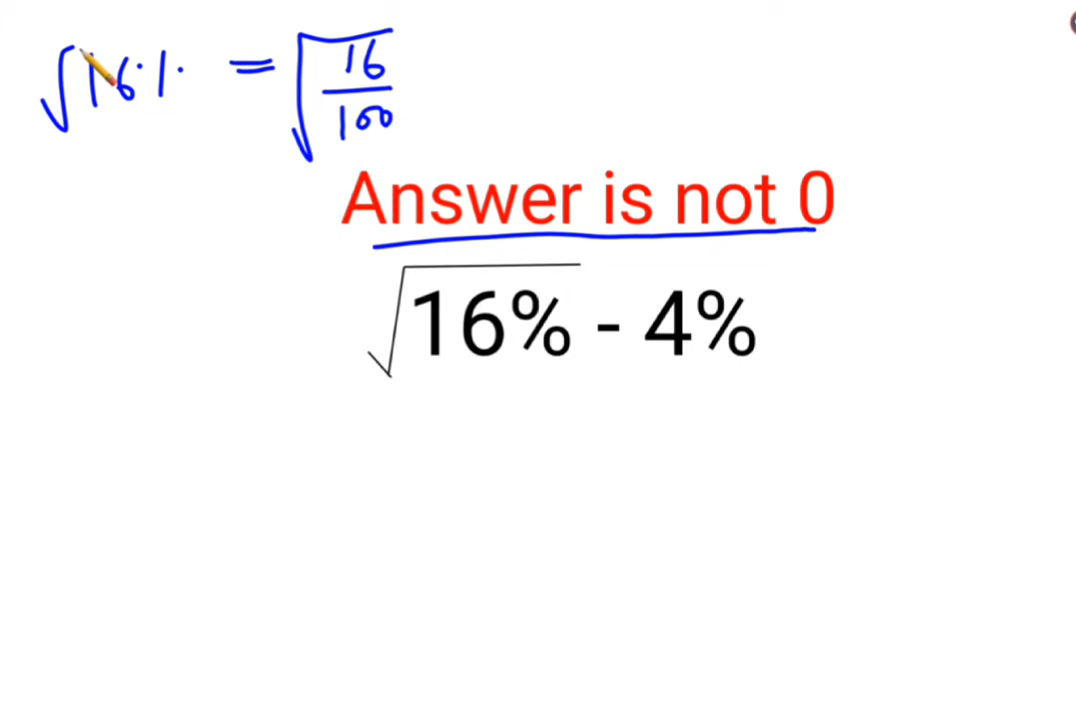 √16% = √16/100
Answer is not 0
√16% - 4%